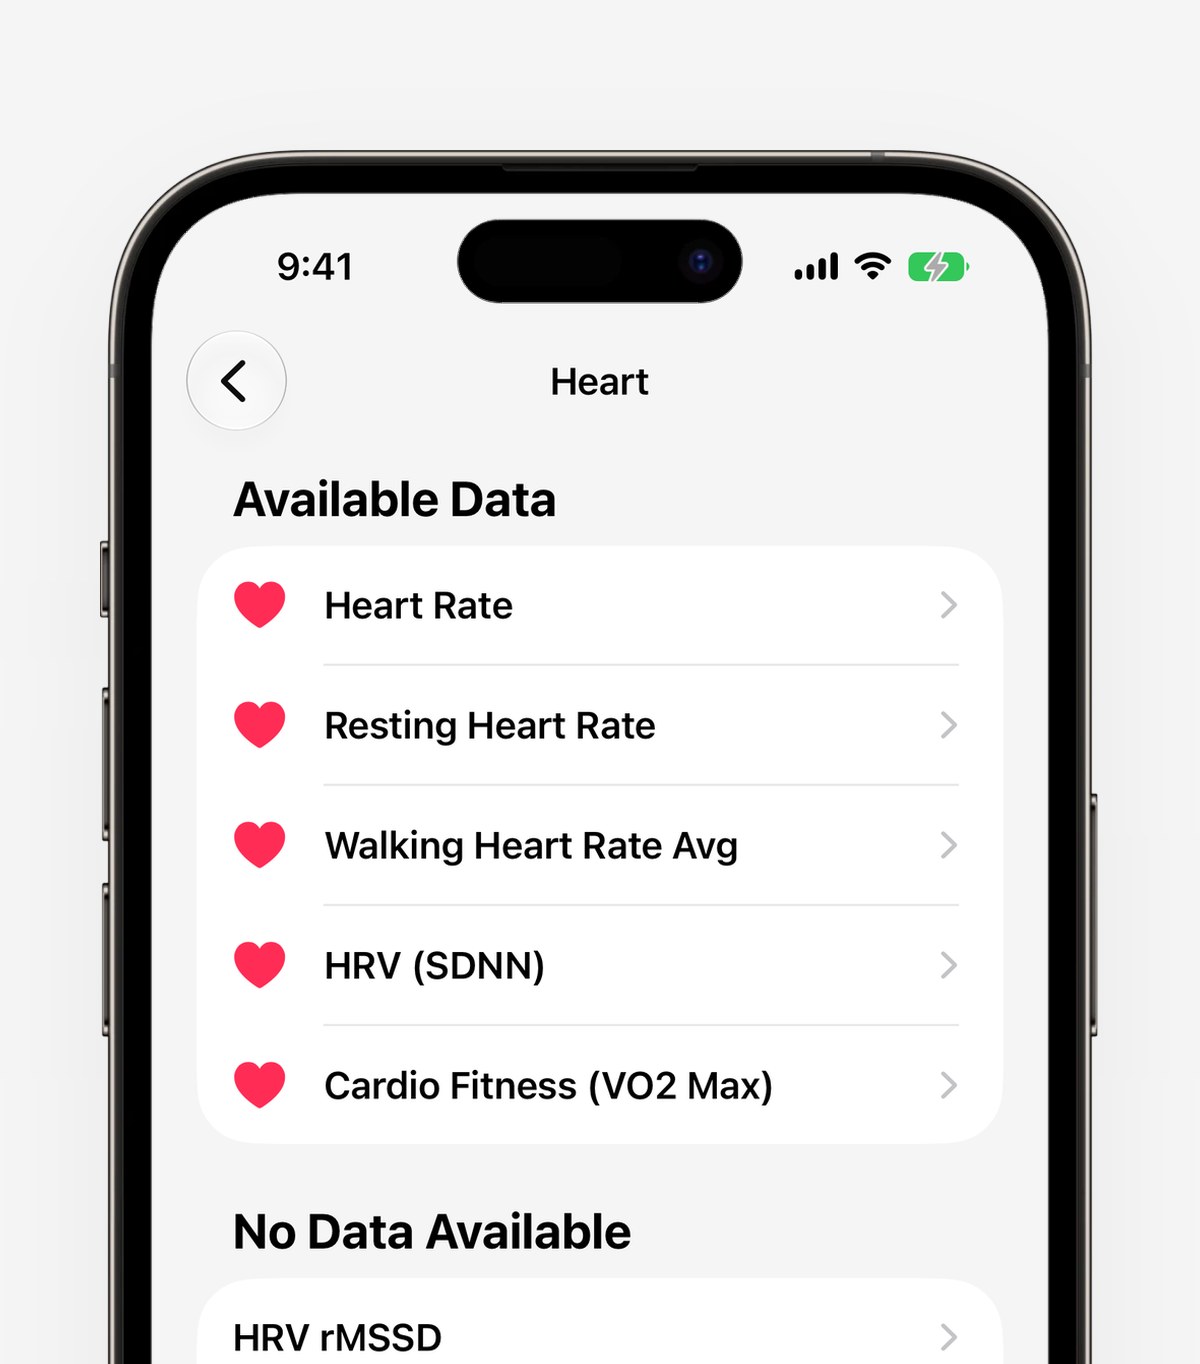 9:41
Heart
Available Data
Heart Rate
Resting Heart Rate
Walking Heart Rate Avg
HRV (SDNN)
Cardio Fitness (VO2 Max)
No Data Available
HRV rMSSD